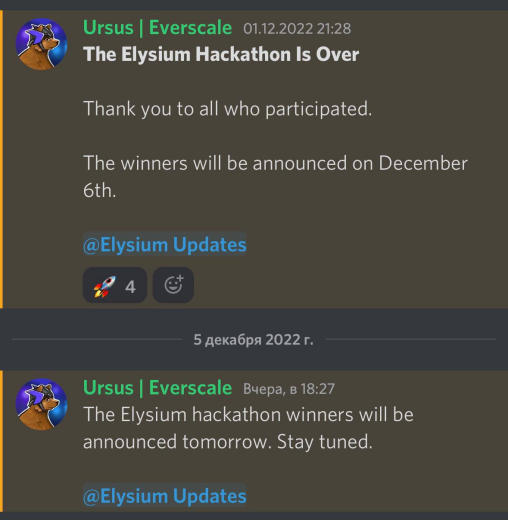 Ursus | Everscale 01.12.2022 21:28
The Elysium Hackathon Is Over
Thank you to all who participated.
The winners will be announced on December
6th.
@Elysium Updates
4
5 декабря 2022 г.
Ursus | Everscale Вчера, в 18:27
The Elysium hackathon winners will be
announced tomorrow. Stay tuned.
@Elysium Updates